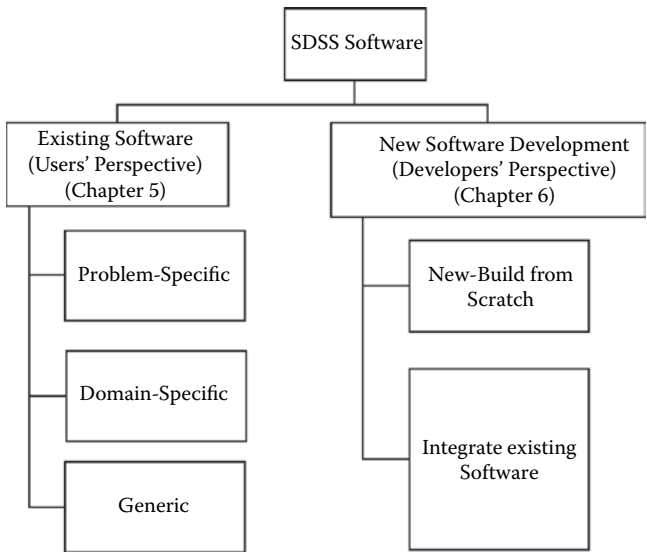 SDSS Software
Existing Software
(Users’ Perspective)
(Chapter 5)
New Software Development
(Developers’ Perspective)
(Chapter 6)
Problem-Specific
Domain-Specific
Generic
New-Build from
Scratch
Integrate existing
Software